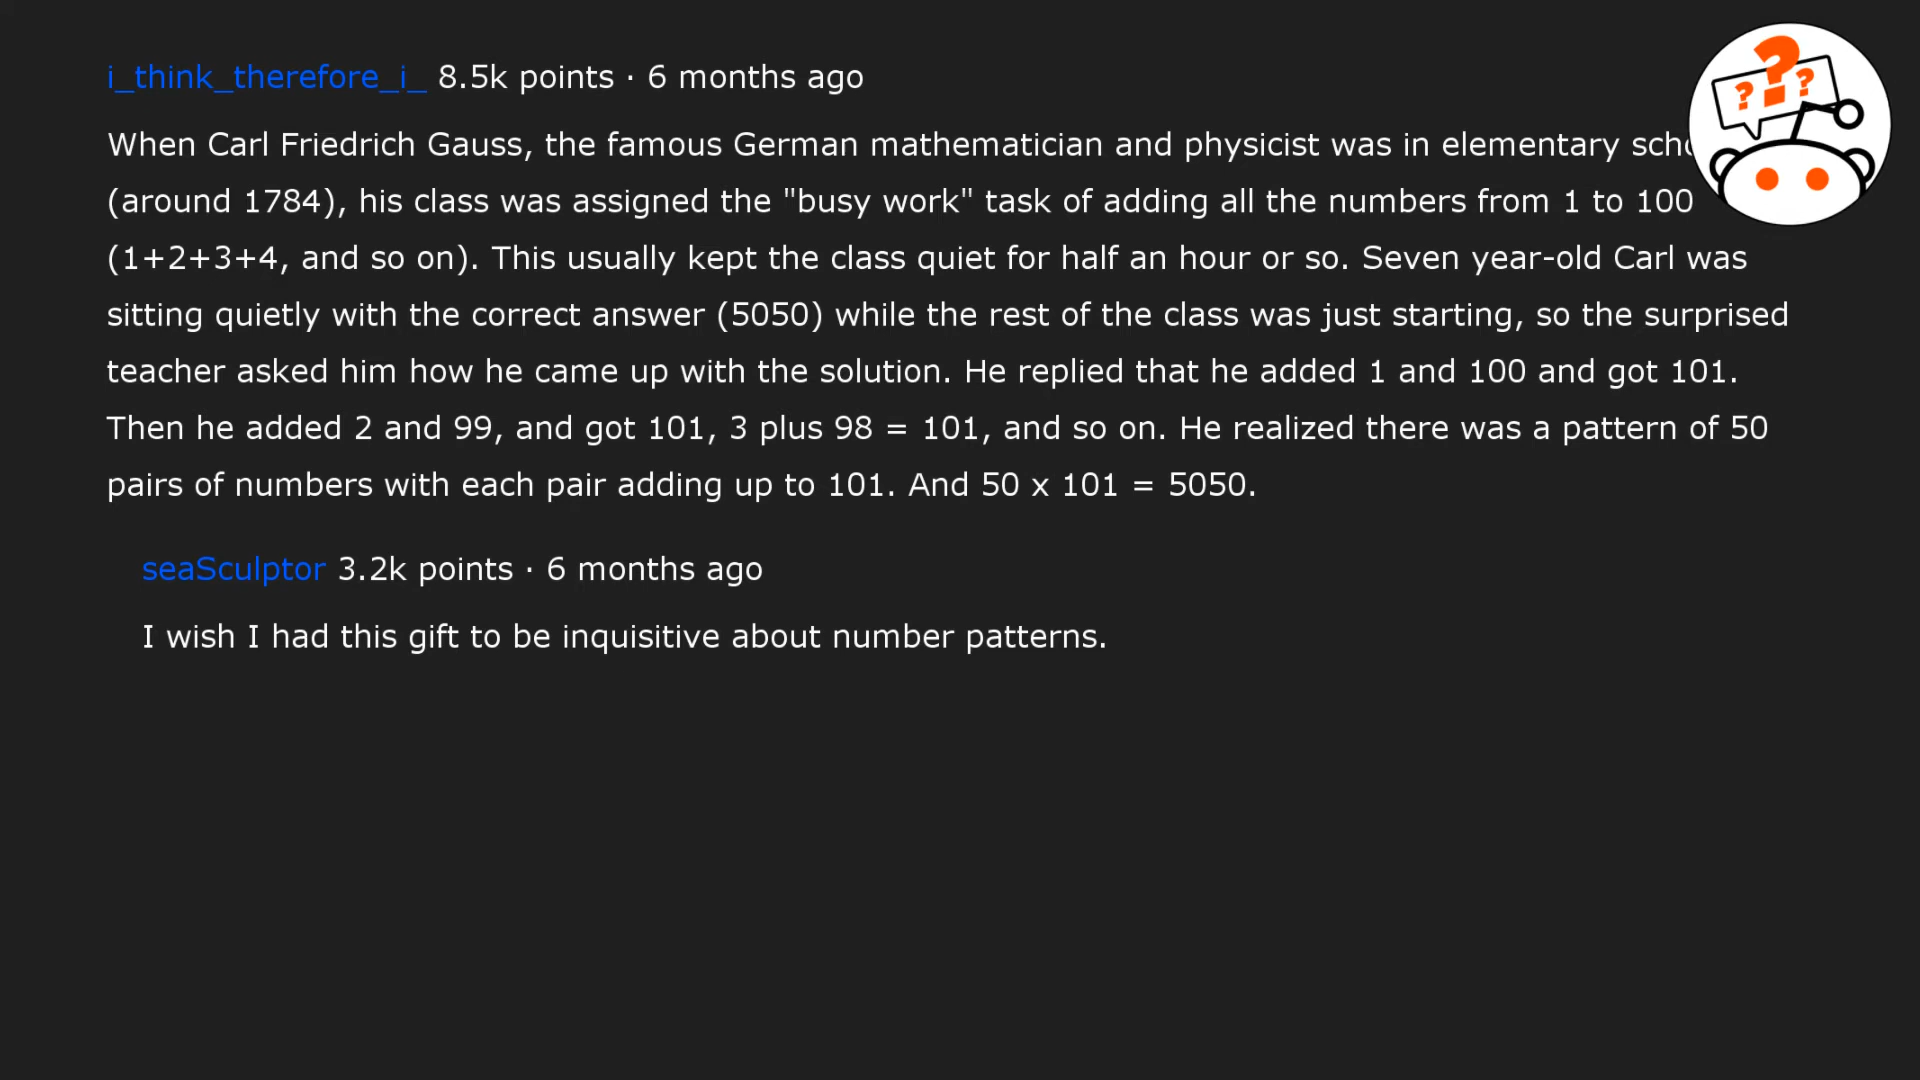 i_think_therefore_i_ 8.5k points · 6 months ago
When Carl Friedrich Gauss, the famous German mathematician and physicist was in elementary
(around 1784), his class was assigned the "busy work" task of adding all the numbers from 1 to 100
(1+2+3+4, and so on). This usually kept the class quiet for half an hour or so. Seven year-old Carl was
sitting quietly with the correct answer (5050) while the rest of the class was just starting, so the surprised
teacher asked him how he came up with the solution. He replied that he added 1 and 100 and got 101.
Then he added 2 and 99, and got 101, 3 plus 98 = 101, and so on. He realized there was a pattern of 50
pairs of numbers with each pair adding up to 101. And 50 x 101 = 5050.
seaSculptor 3.2k points · 6 months ago
I wish I had this gift to be inquisitive about number patterns.
? ? ?